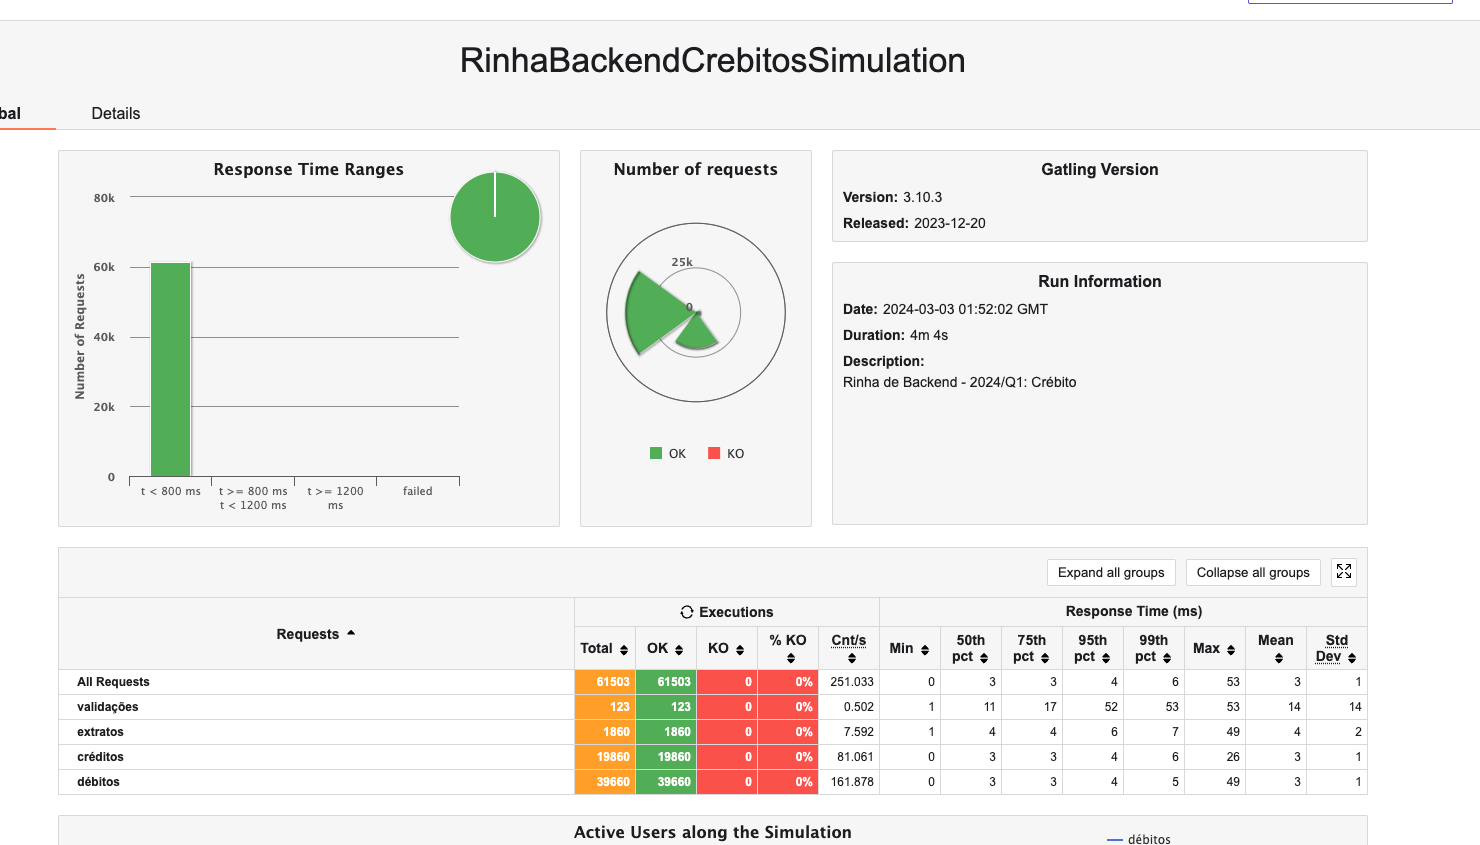 RinhaBackendCrebitosSimulation
bal
Details
Response Time Ranges
Number of Requests
80k
60k
40k
20k
0
t < 800 ms
t >= 800 ms
t < 1200 ms
t >= 1200
ms
failed
Number of requests
25k
0
OK
KO
Gatling Version
Version: 3.10.3
Released: 2023-12-20
Run Information
Date: 2024-03-03 01:52:02 GMT
Duration: 4m 4s
Description:
Rinha de Backend - 2024/Q1: Crébito
Expand all groups
Collapse all groups
Requests
Executions
Response Time (ms)
Total
OK
KO
% KO
Cnt/s
Min
50th
pct
75th
pct
95th
pct
99th
pct
Max
Mean
Std
Dev
All Requests 61503 61503 0 0% 251.033 0 3 3 4 6 53 3 1
validações 123 123 0 0% 0.502 1 11 17 52 53 53 14 14
extratos 1860 1860 0 0% 7.592 1 4 4 6 7 49 4 2
créditos 19860 19860 0 0% 81.061 0 3 3 4 6 26 3 1
débitos 39660 39660 0 0% 161.878 0 3 3 4 5 49 3 1
Active Users along the Simulation
débitos